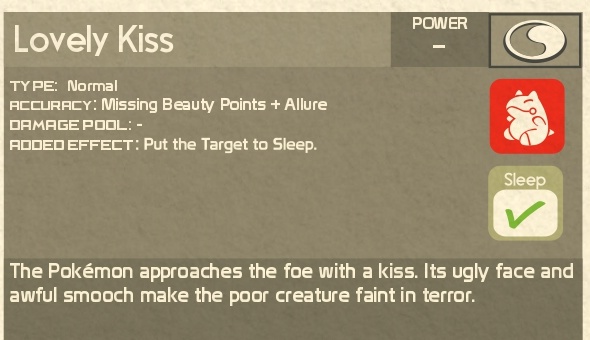 Lovely Kiss
POWER
–
TYPE: Normal
ACCURACY: Missing Beauty Points + Allure
DAMAGE POOL: -
ADDED EFFECT: Put the Target to Sleep.
Sleep
The Pokémon approaches the foe with a kiss. Its ugly face and
awful smooch make the poor creature faint in terror.